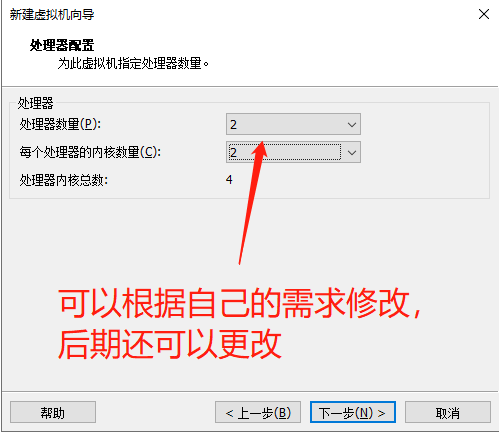 新建虚拟机向导
处理器配置
为此虚拟机指定处理器数量。
处理器
处理器数量(P):
2
每个处理器的内核数量(C):
2
处理器内核总数:
4
可以根据自己的需求修改,
后期还可以更改
帮助
< 上一步(B)
下一步(N) >
取消